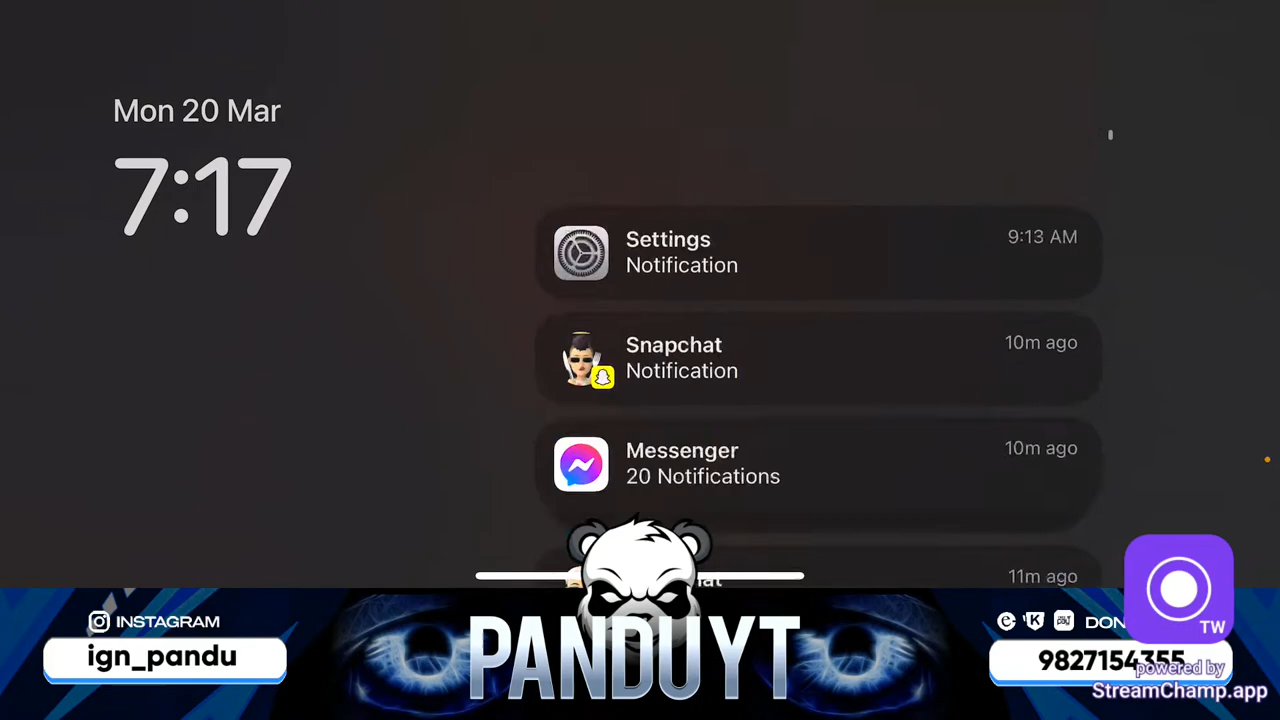 Mon 20 Mar
7:17
Settings
Notification
9:13 AM
Snapchat
Notification
10m ago
Messenger
20 Notifications
10m ago
11m ago
INSTAGRAM
ign_pandu
PANDUYT
DON
9827154355
TW
powered by
StreamChamp.app